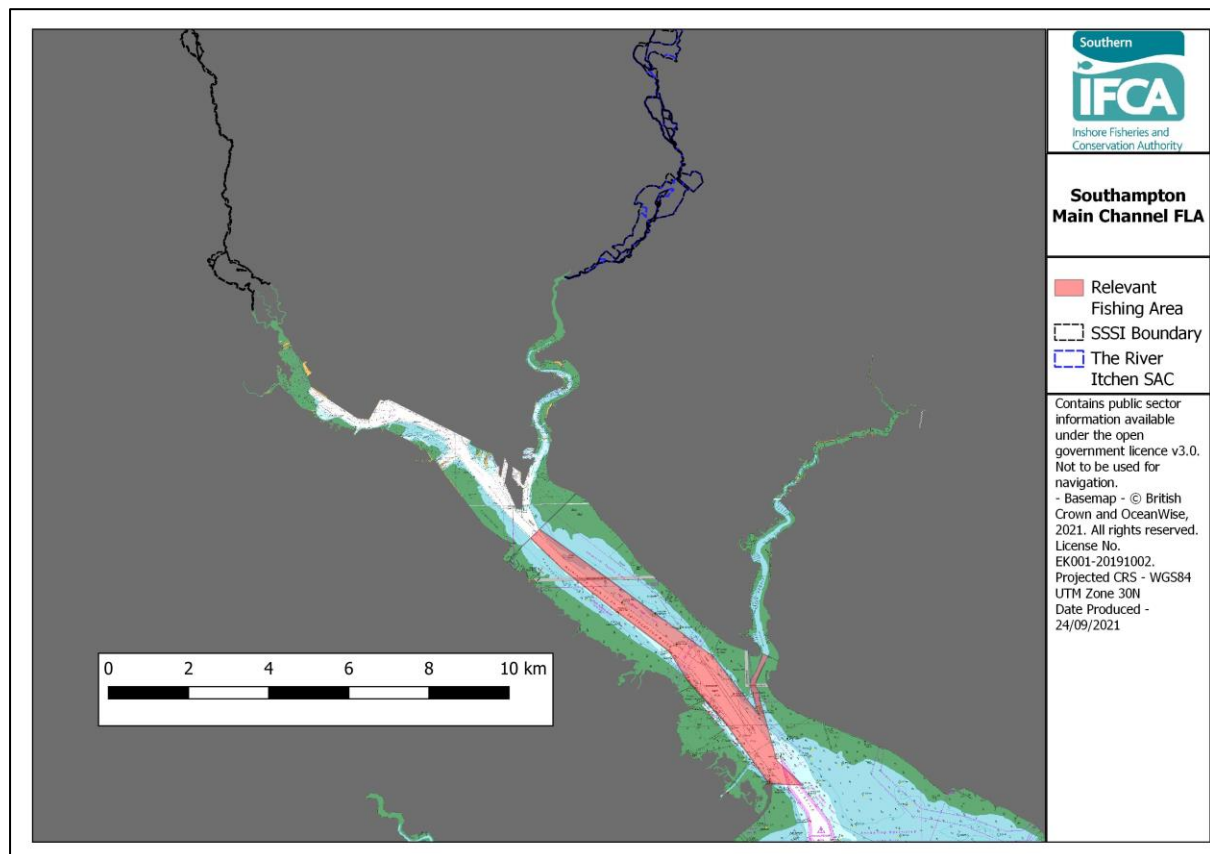 Southern
IFCA
Inshore Fisheries and
Conservation Authority
Southampton
Main Channel FLA
Relevant
Fishing Area
SSSI Boundary
The River
Itchen SAC
Contains public sector
information available
under the open
government licence v3.0.
Not to be used for
navigation.
- Basemap - © British
Crown and OceanWise,
2021. All rights reserved.
License No.
EK001-20191002.
Projected CRS - WGS84
UTM Zone 30N
Date Produced -
24/09/2021
0 2 4 6 8 10 km